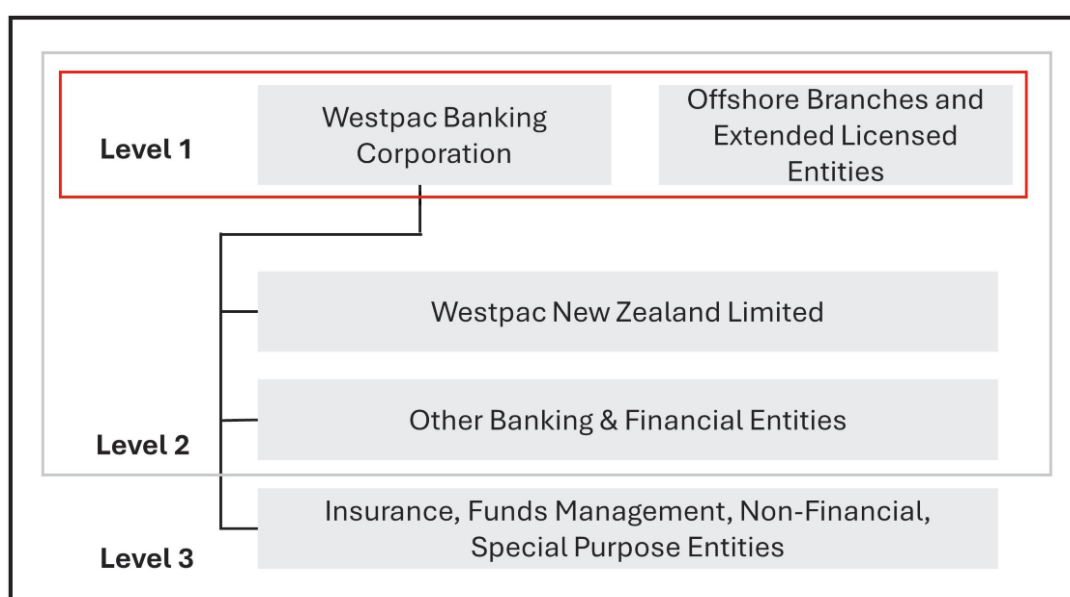 Level 1
Westpac Banking
Corporation
Offshore Branches and
Extended Licensed
Entities
Westpac New Zealand Limited
Other Banking & Financial Entities
Level 2
Insurance, Funds Management, Non-Financial,
Special Purpose Entities
Level 3